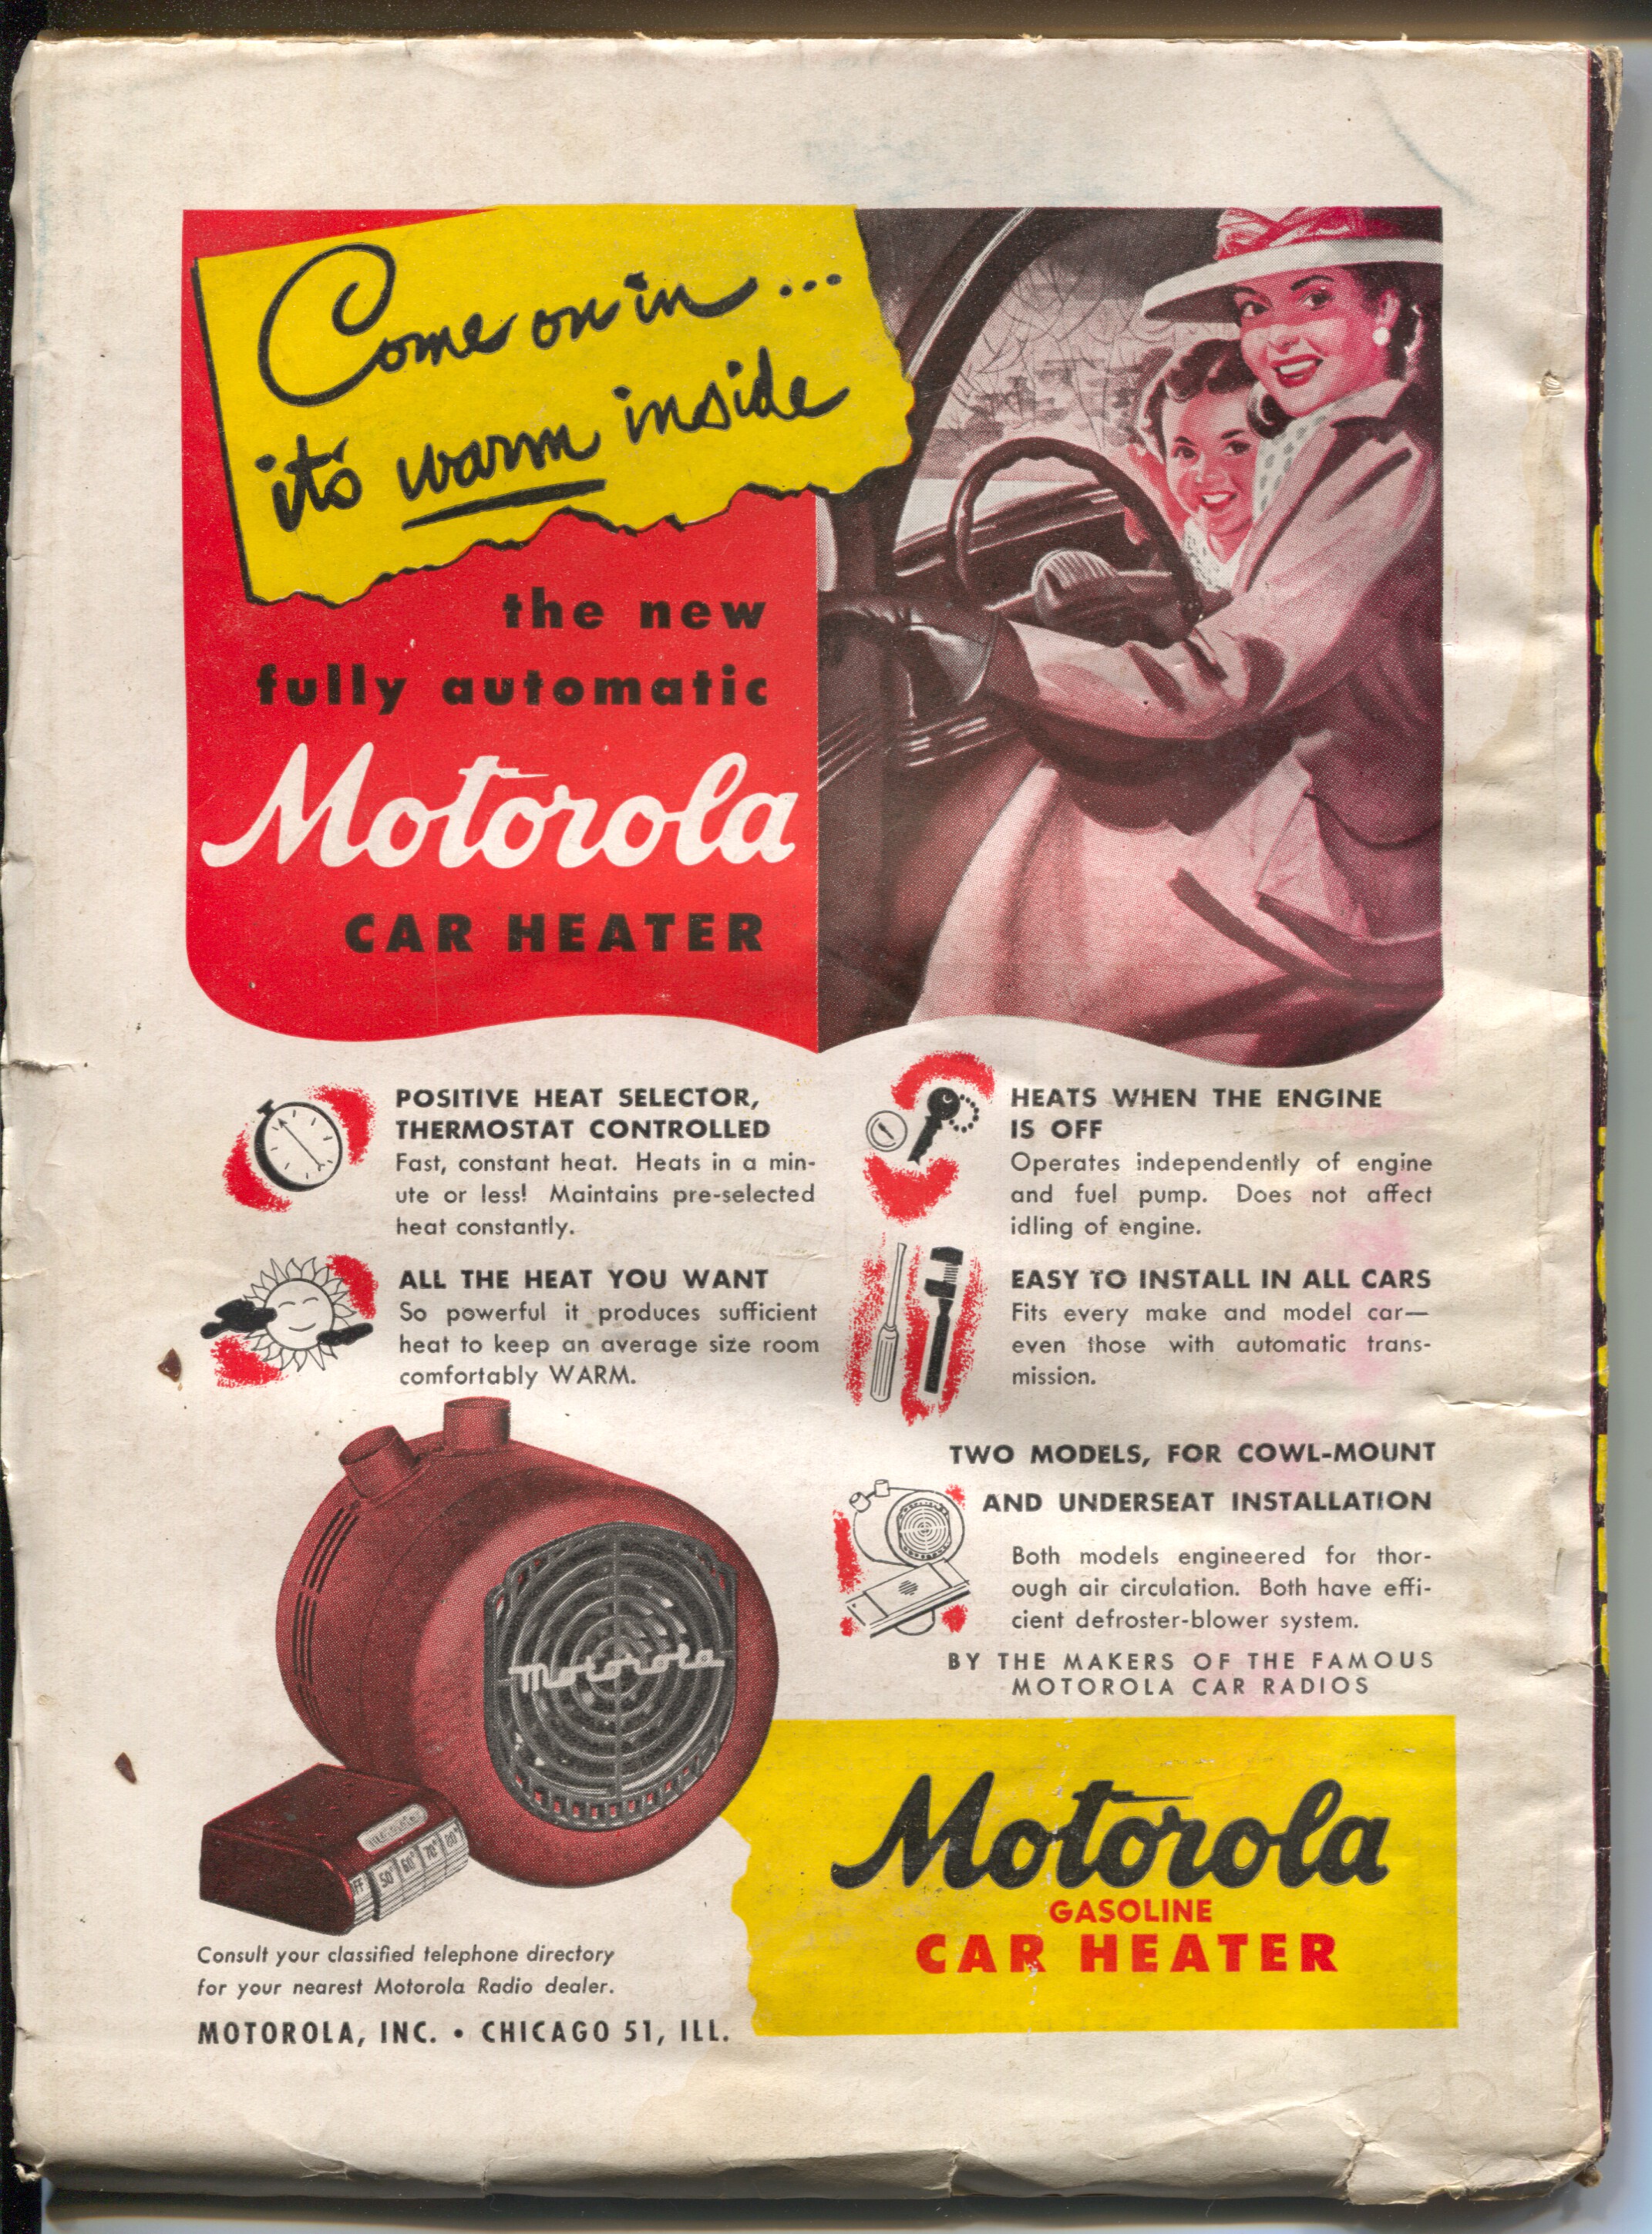 Come on in...
it's warm inside
the new
fully automatic
Motorola
CAR HEATER
POSITIVE HEAT SELECTOR,
THERMOSTAT CONTROLLED
Fast, constant heat. Heats in a min-
ute or less! Maintains pre-selected
heat constantly.
ALL THE HEAT YOU WANT
So powerful it produces sufficient
heat to keep an average size room
comfortably WARM.
HEATS WHEN THE ENGINE
IS OFF
Operates independently of engine
and fuel pump. Does not affect
idling of engine.
EASY TO INSTALL IN ALL CARS
Fits every make and model car—
even those with automatic trans-
mission.
TWO MODELS, FOR COWL-MOUNT
AND UNDERSEAT INSTALLATION
Both models engineered for thor-
ough air circulation. Both have effi-
cient defroster-blower system.
BY THE MAKERS OF THE FAMOUS
MOTOROLA CAR RADIOS
Motorola
50° 60° 70° 80°
Motorola
GASOLINE
CAR HEATER
Consult your classified telephone directory
for your nearest Motorola Radio dealer.
MOTOROLA, INC. • CHICAGO 51, ILL.